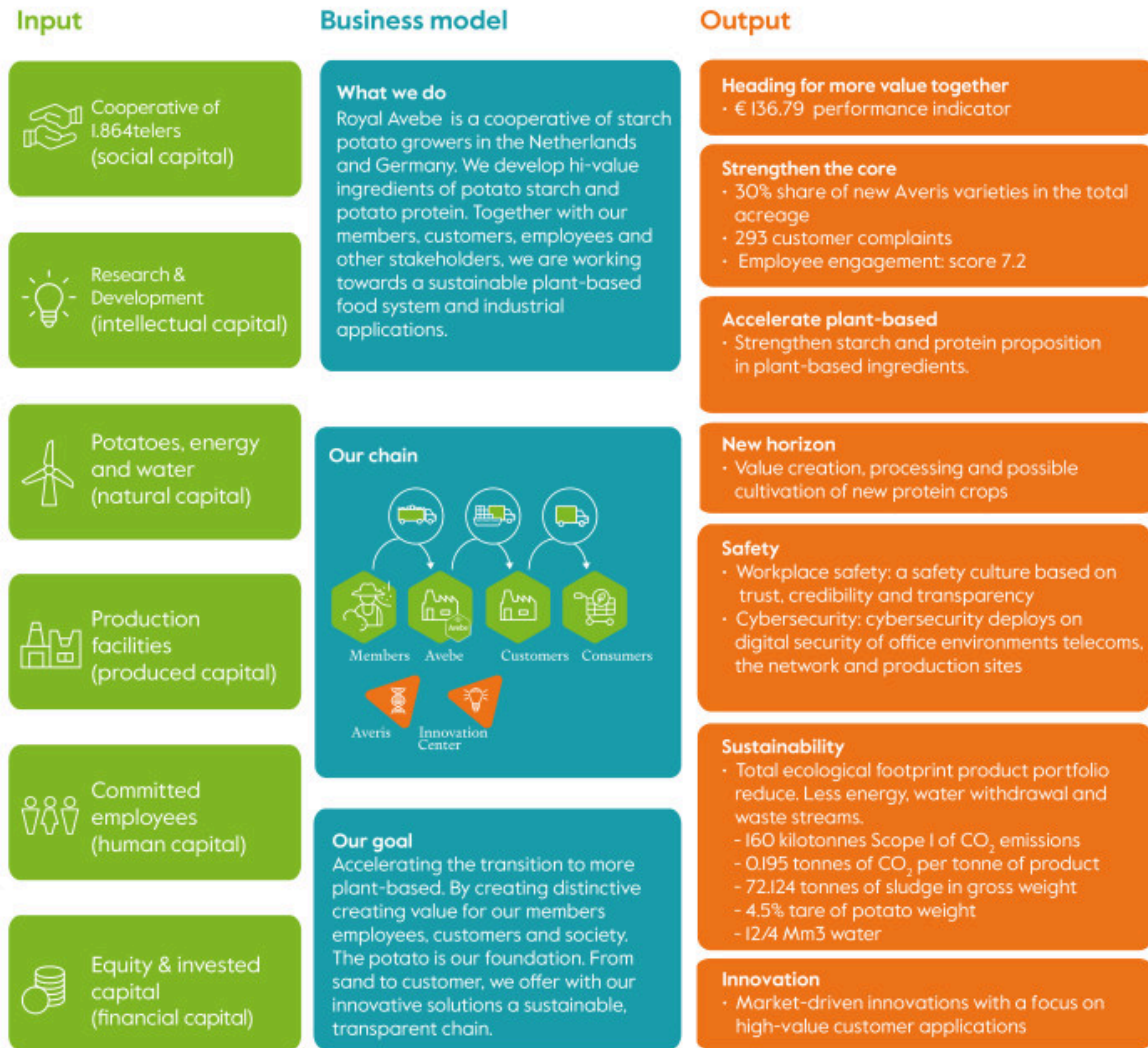 Input
Cooperative of
1.864telers
(social capital)
Research &
Development
(intellectual capital)
Potatoes, energy
and water
(natural capital)
Production
facilities
(produced capital)
Committed
employees
(human capital)
Equity & invested
capital
(financial capital)
Business model
What we do
Royal Avebe is a cooperative of starch
potato growers in the Netherlands
and Germany. We develop hi-value
ingredients of potato starch and
potato protein. Together with our
members, customers, employees and
other stakeholders, we are working
towards a sustainable plant-based
food system and industrial
applications.
Our chain
Avebe
Members Avebe Customers Consumers
Averis Innovation
Center
Our goal
Accelerating the transition to more
plant-based. By creating distinctive
creating value for our members
employees, customers and society.
The potato is our foundation. From
sand to customer, we offer with our
innovative solutions a sustainable,
transparent chain.
Output
Heading for more value together
· € 136.79 performance indicator
Strengthen the core
· 30% share of new Averis varieties in the total
acreage
· 293 customer complaints
· Employee engagement: score 7.2
Accelerate plant-based
· Strengthen starch and protein proposition
in plant-based ingredients.
New horizon
· Value creation, processing and possible
cultivation of new protein crops
Safety
· Workplace safety: a safety culture based on
trust, credibility and transparency
· Cybersecurity: cybersecurity deploys on
digital security of office environments telecoms,
the network and production sites
Sustainability
· Total ecological footprint product portfolio
reduce. Less energy, water withdrawal and
waste streams.
- 160 kilotonnes Scope 1 of CO₂ emissions
- 0.195 tonnes of CO₂ per tonne of product
- 72.124 tonnes of sludge in gross weight
- 4.5% tare of potato weight
- 12/4 Mm3 water
Innovation
· Market-driven innovations with a focus on
high-value customer applications